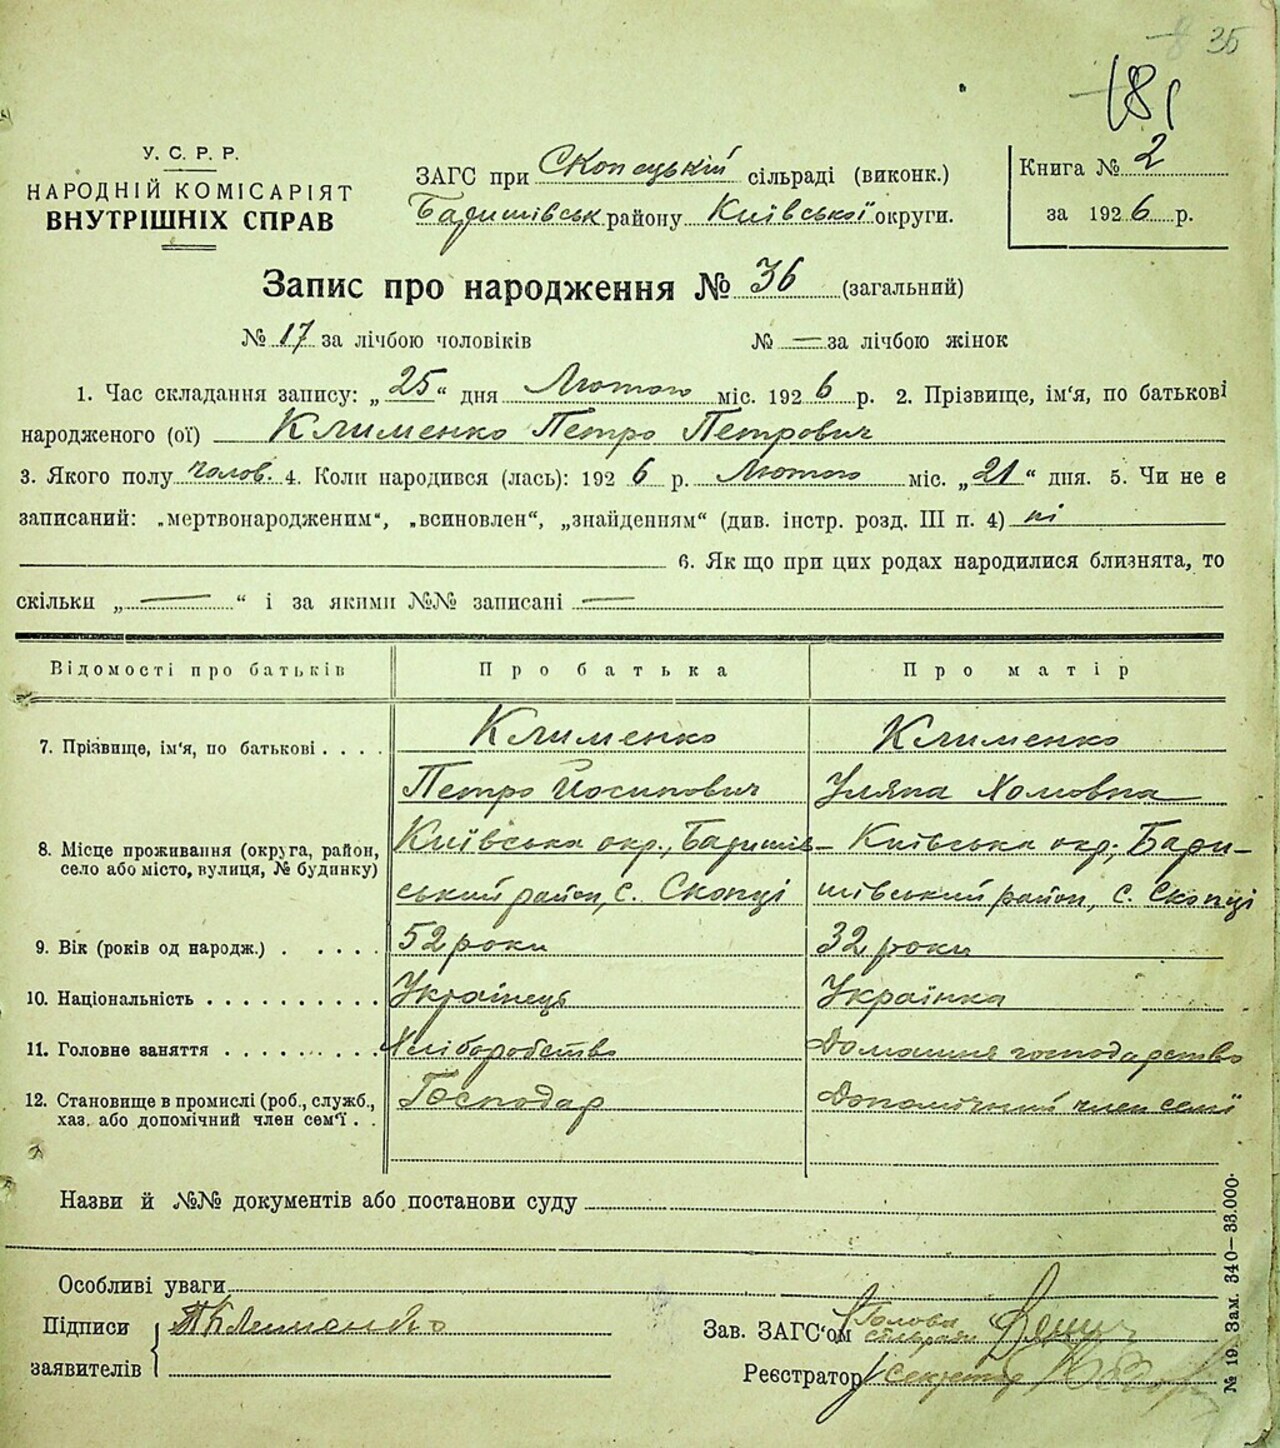 35
181
У. С. Р. Р.
НАРОДНІЙ КОМІСАРІЯТ
ВНУТРІШНІХ СПРАВ
ЗАГС при Скопецькій сільраді (виконк.)
Баришівськ району Київської округи.
Книга № 2
за 1926 р.
Запис про народження № 36 (загальний)
№ 17 за лічбою чоловіків № — за лічбою жінок
1. Час складання запису: „25“ дня Лютого міс. 1926 р. 2. Прізвище, ім‘я, по батькові
народженого (ої) Клименко Петро Петрович
3. Якого полу чолов. 4. Коли народився (лась): 1926 р. Лютого міс. „21“ дня. 5. Чи не є
записаний: „мертвонародженим“, „всиновлен“, „знайденням“ (див. інстр. розд. III п. 4) ні
6. Як що при цих родах народилися близнята, то
скільки „—“ і за якими №№ записані —
Відомості про батьків Про батька Про матір
7. Прізвище, ім‘я, по батькові . . . . Клименко Клименко
Петро Йосипович Уляна Хомовна
8. Місце проживання (округа, район, село або місто, вулиця, № будинку) Київська окр., Баришів- Київська окр., Бари-
ський район, с. Скопці шівський район, с. Скопці
9. Вік (років од народж.) . . . . . 52 роки 32 роки
10. Національність . . . . . . . . . . Українець Українка
11. Головне заняття . . . . . . . . . Хліборобство Домашнє господарство
12. Становище в промислі (роб., служб., хаз. або допомічний член сем‘ї . . Господар Допомічний член семї
Назви й №№ документів або постанови суду
Особливі уваги
Підписи заявителів П Клименко
Зав. ЗАГС‘ом Голова сільради
Реєстратор Секретар
№ 19. Зам. 340—33.000.